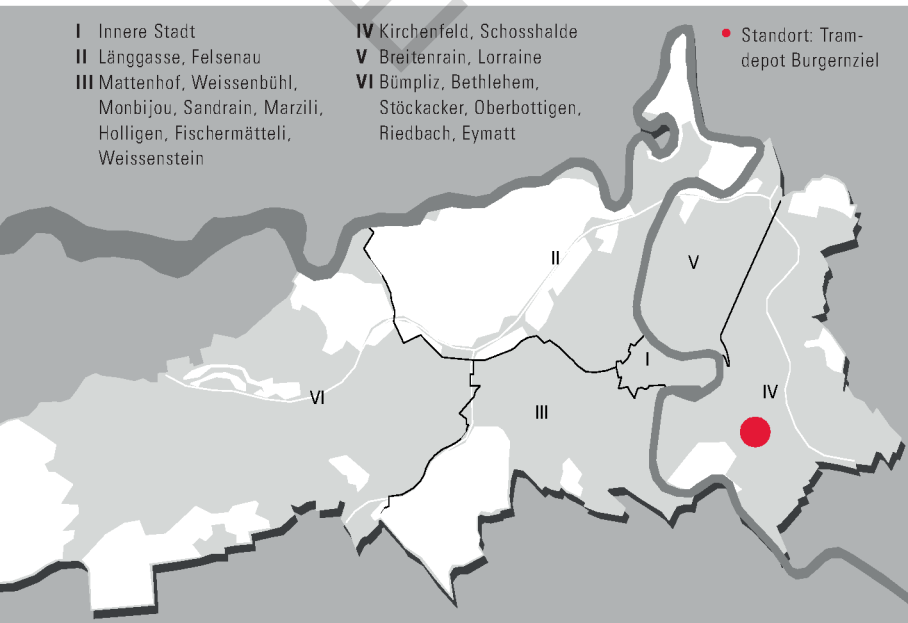 I Innere Stadt
II Länggasse, Felsenau
III Mattenhof, Weissenbühl,
Monbijou, Sandrain, Marzili,
Holligen, Fischermätteli,
Weissenstein
IV Kirchenfeld, Schosshalde
V Breitenrain, Lorraine
VI Bümpliz, Bethlehem,
Stöckacker, Oberbottigen,
Riedbach, Eymatt
Standort: Tram-
depot Burgernziel
II
V
I
IV
VI
III